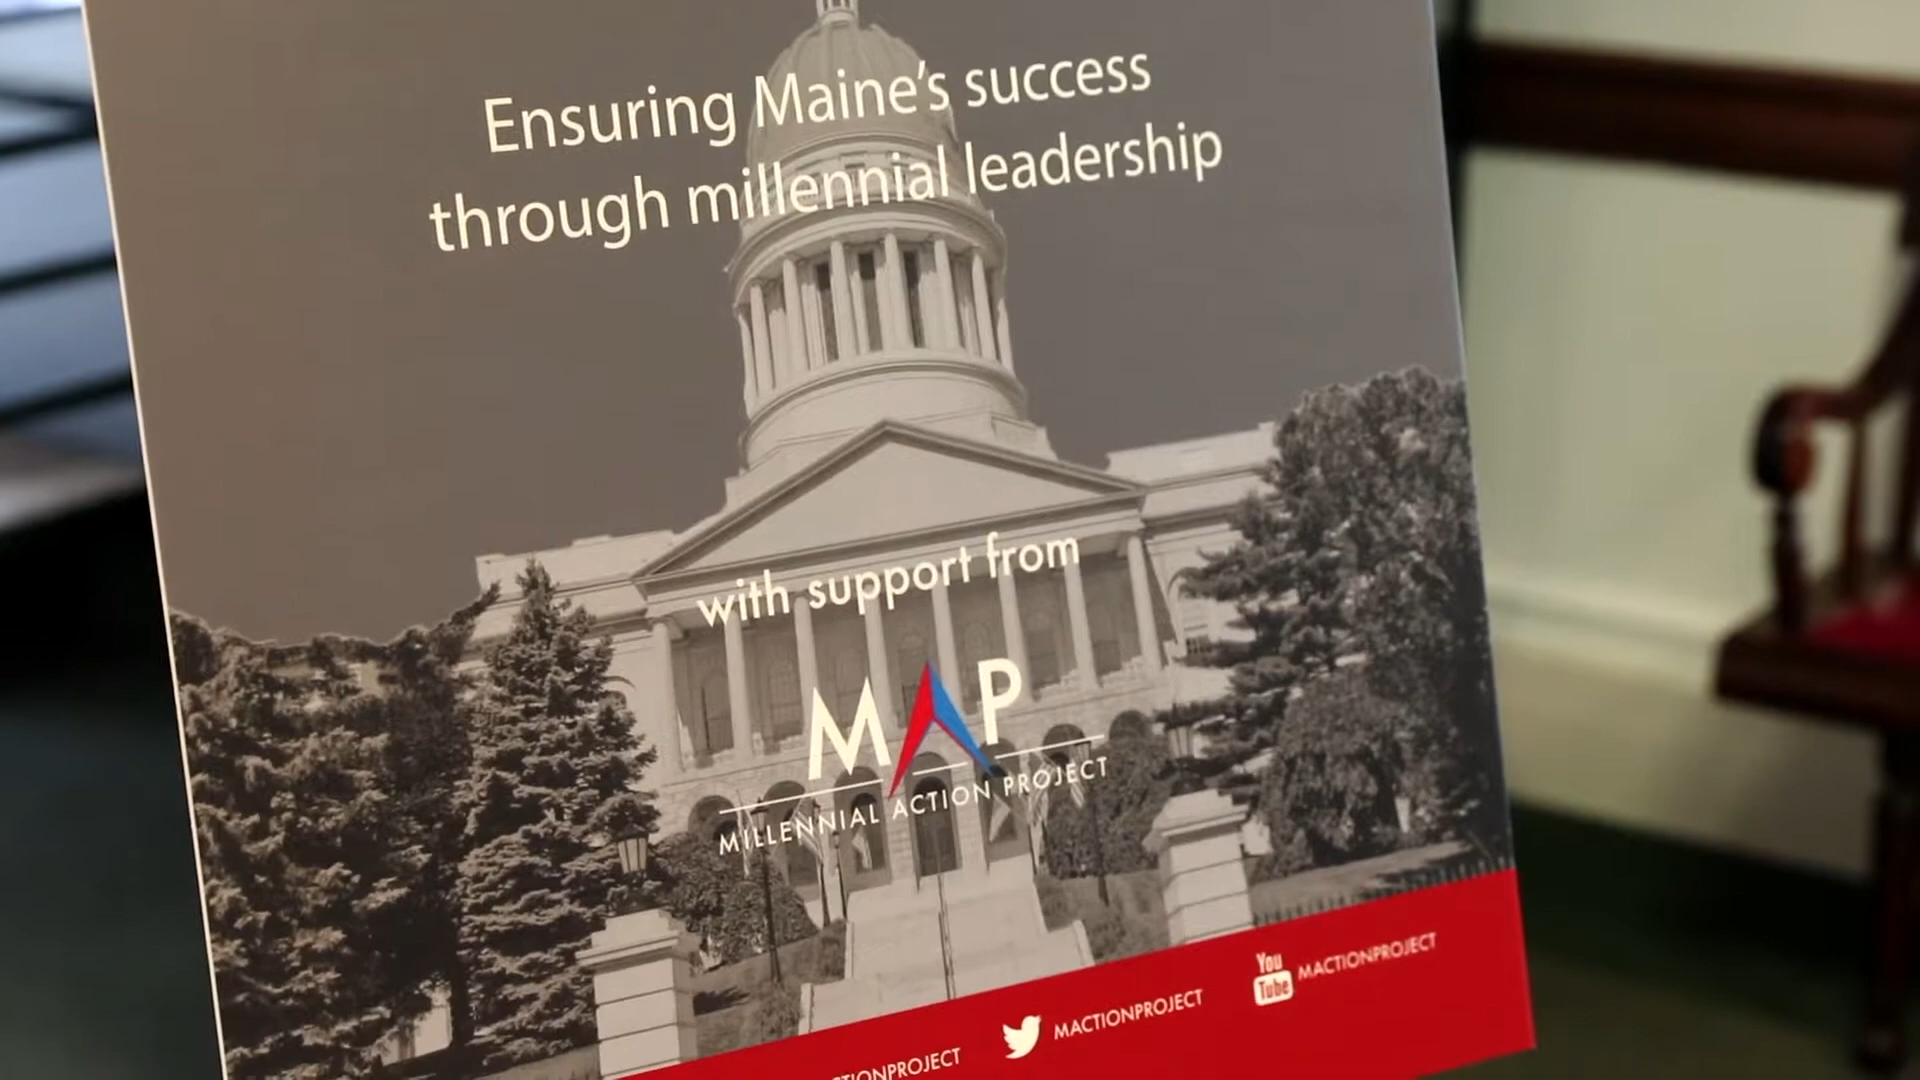 Ensuring Maine's success
through millennial leadership
with support from
MAP
MILLENNIAL ACTION PROJECT
MACTIONPROJECT
You Tube MACTIONPROJECT